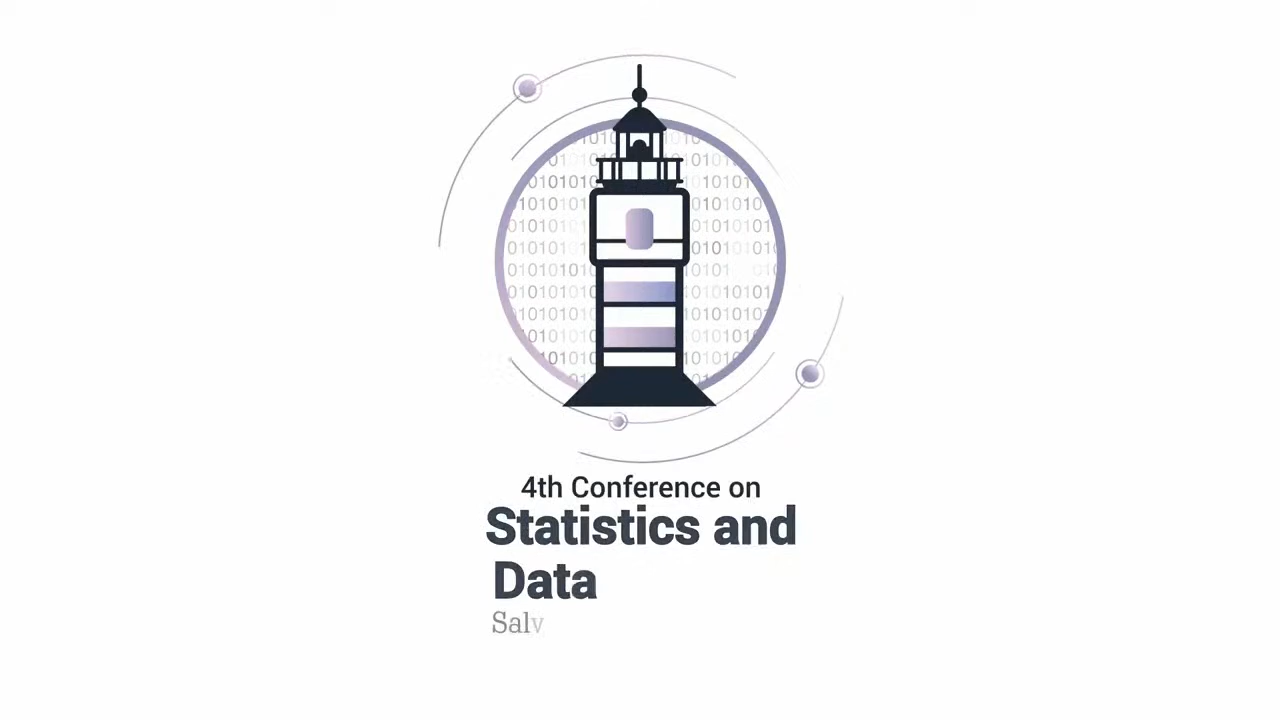 4th Conference on
Statistics and
Data
Salv